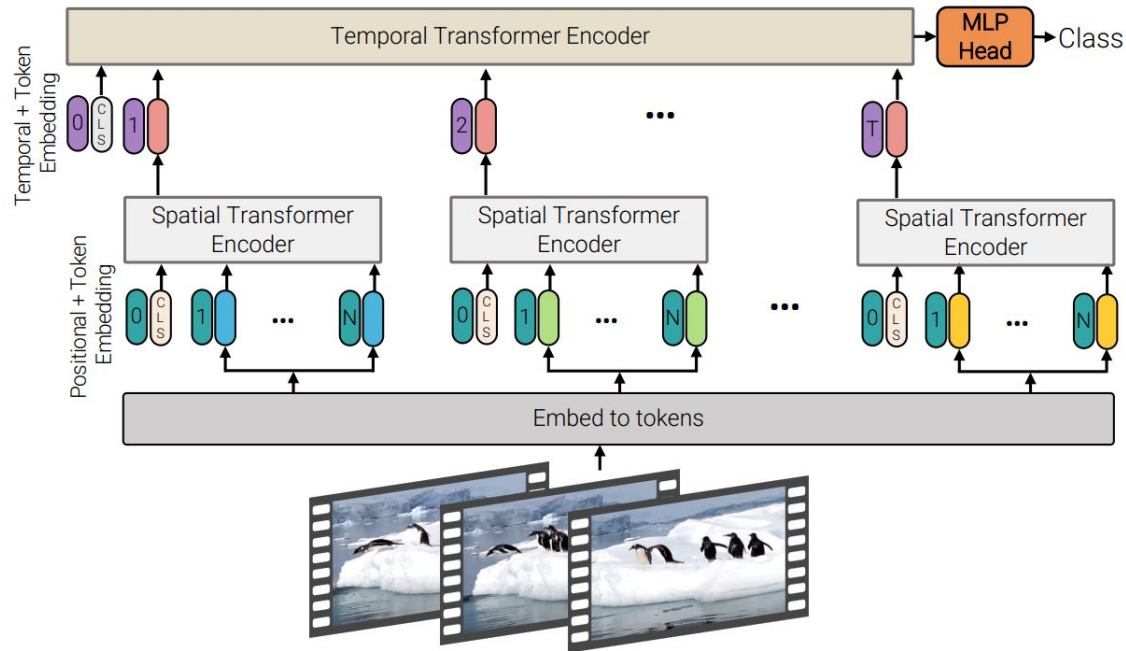 Temporal Transformer Encoder
MLP
Head
Class
Temporal + Token
Embedding
0
CLS
1
2
...
T
Spatial Transformer
Encoder
Spatial Transformer
Encoder
Spatial Transformer
Encoder
Positional + Token
Embedding
0
CLS
1
...
N
0
CLS
1
...
N
...
0
CLS
1
...
N
Embed to tokens